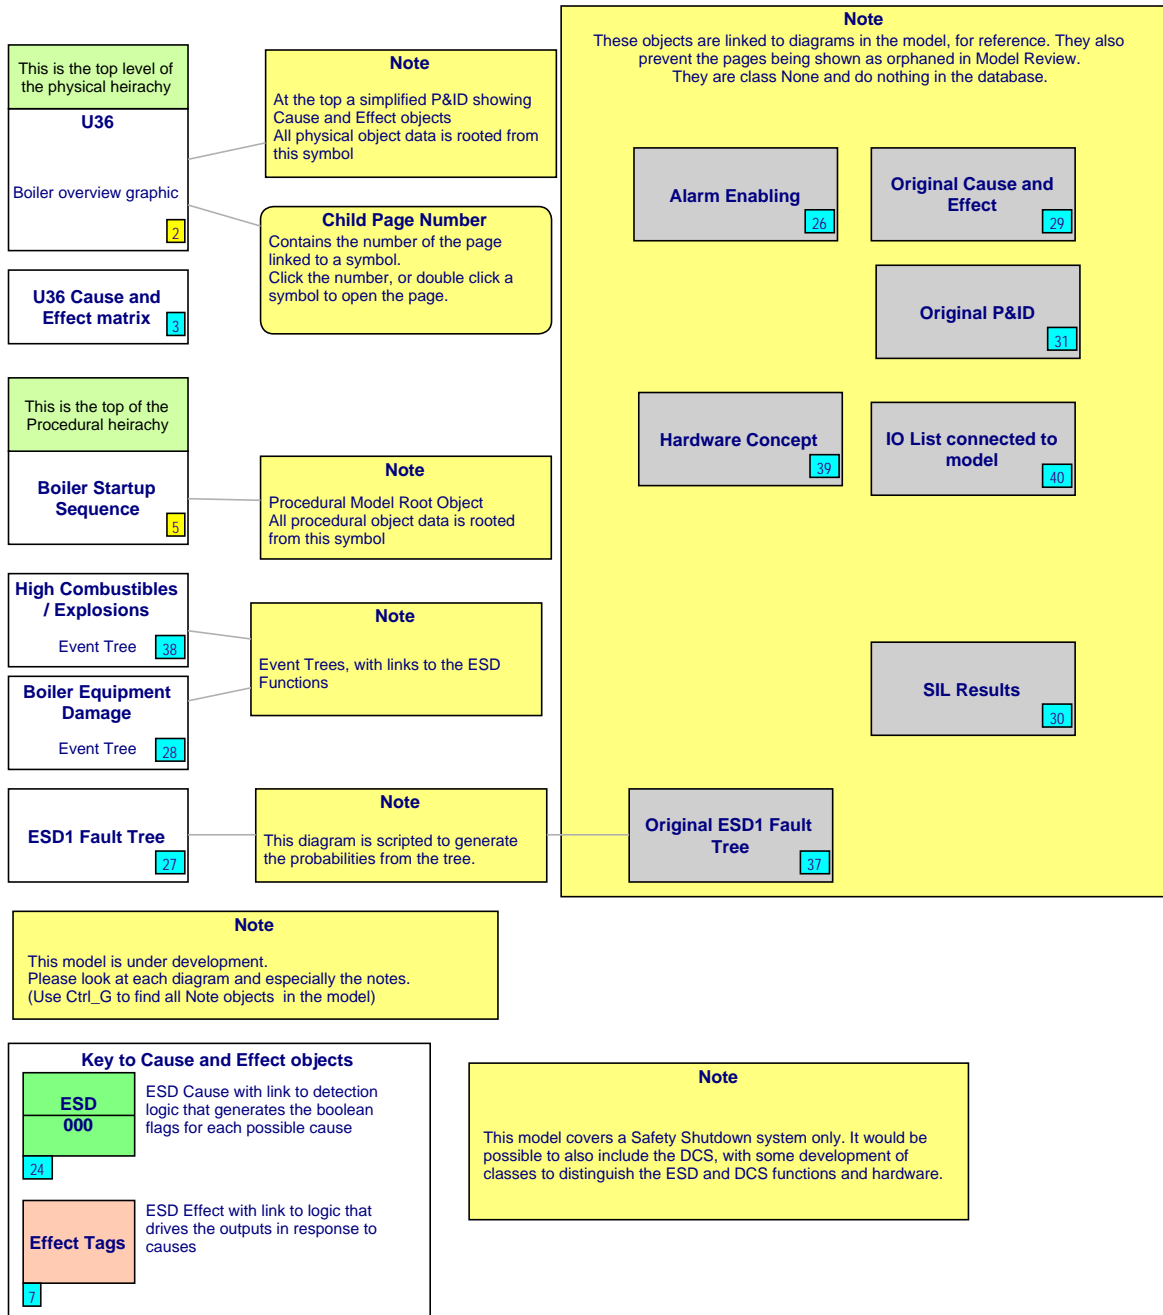 This is the top level of
the physical heirachy
U36
Boiler overview graphic
2
Note
At the top a simplified P&ID showing
Cause and Effect objects
All physical object data is rooted from
this symbol
Child Page Number
Contains the number of the page
linked to a symbol.
Click the number, or double click a
symbol to open the page.
U36 Cause and
Effect matrix
3
This is the top of the
Procedural heirachy
Boiler Startup
Sequence
5
Note
Procedural Model Root Object
All procedural object data is rooted
from this symbol
High Combustibles
/ Explosions
Event Tree
38
Boiler Equipment
Damage
Event Tree
28
Note
Event Trees, with links to the ESD
Functions
ESD1 Fault Tree
27
Note
This diagram is scripted to generate
the probabilities from the tree.
Note
These objects are linked to diagrams in the model, for reference. They also
prevent the pages being shown as orphaned in Model Review.
They are class None and do nothing in the database.
Alarm Enabling
26
Original Cause and
Effect
29
Original P&ID
31
Hardware Concept
39
IO List connected to
model
40
SIL Results
30
Original ESD1 Fault
Tree
37
Note
This model is under development.
Please look at each diagram and especially the notes.
(Use Ctrl_G to find all Note objects  in the model)
Key to Cause and Effect objects
ESD
000
24
ESD Cause with link to detection
logic that generates the boolean
flags for each possible cause
Effect Tags
7
ESD Effect with link to logic that
drives the outputs in response to
causes
Note
This model covers a Safety Shutdown system only. It would be
possible to also include the DCS, with some development of
classes to distinguish the ESD and DCS functions and hardware.